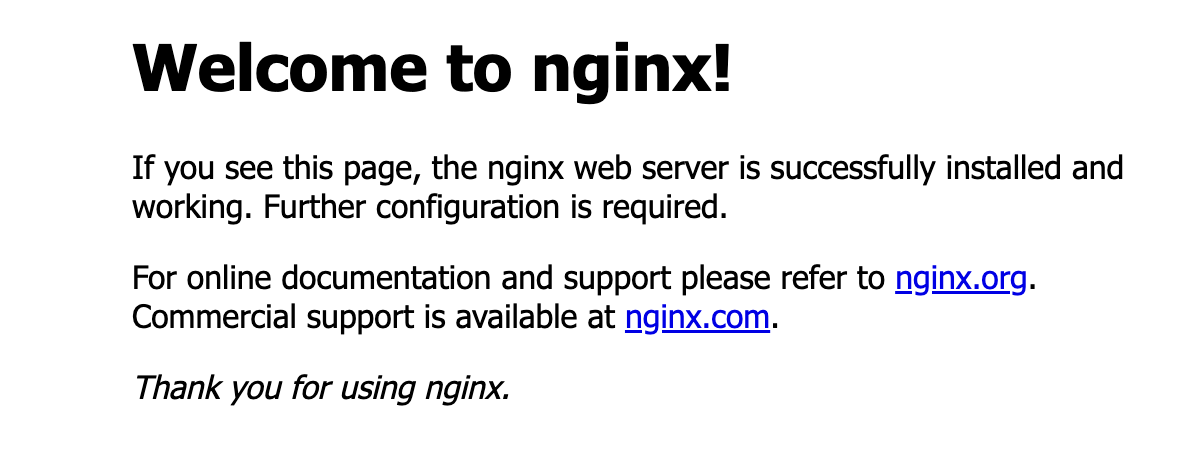 Welcome to nginx!
If you see this page, the nginx web server is successfully installed and
working. Further configuration is required.
For online documentation and support please refer to nginx.org.
Commercial support is available at nginx.com.
Thank you for using nginx.